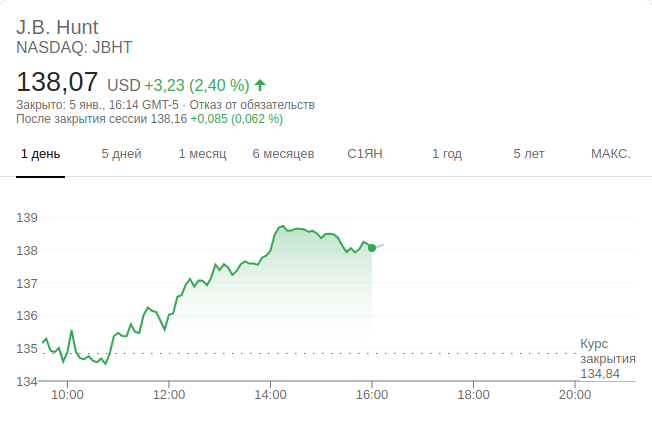 J.B. Hunt
NASDAQ: JBHT
138,07 USD +3,23 (2,40 %)
Закрыто: 5 янв., 16:14 GMT-5 · Отказ от обязательств
После закрытия сессии 138,16 +0,085 (0,062 %)
1 день 5 дней 1 месяц 6 месяцев С1ЯН 1 год 5 лет МАКС.
139
138
137
136
135
134
Курс
закрытия
134,84
10:00 12:00 14:00 16:00 18:00 20:00